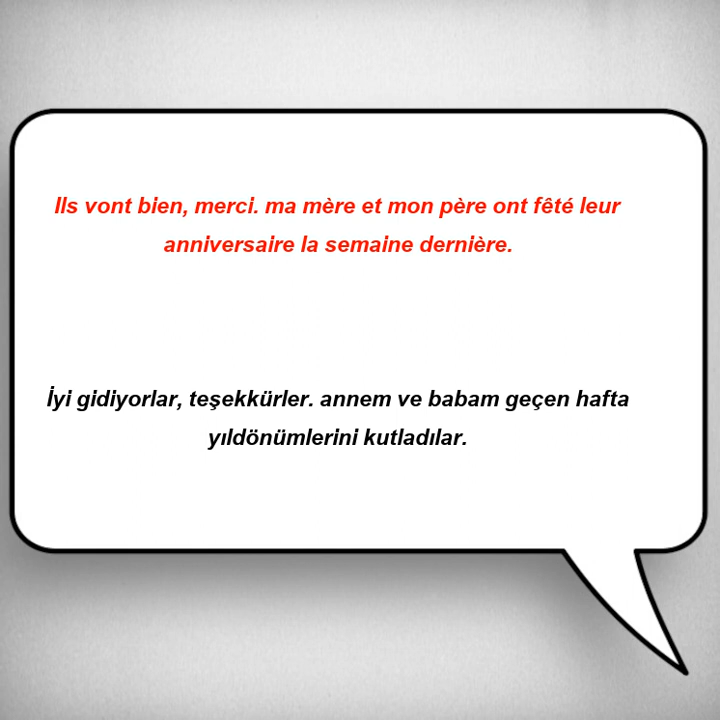 Ils vont bien, merci. ma mère et mon père ont fêté leur
anniversaire la semaine dernière.
İyi gidiyorlar, teşekkürler. annem ve babam geçen hafta
yıldönümlerini kutladılar.